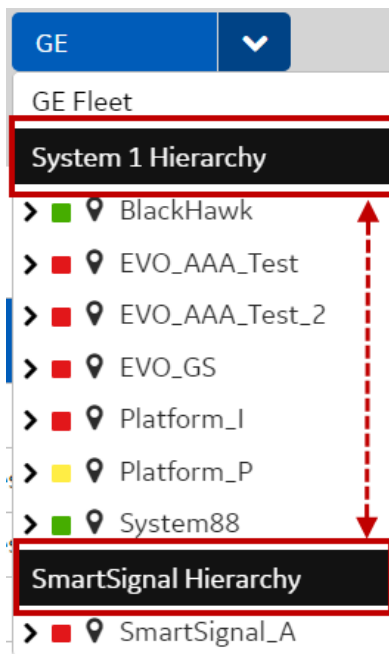 GE
GE Fleet
System 1 Hierarchy
BlackHawk
EVO_AAA_Test
EVO_AAA_Test_2
EVO_GS
Platform_I
Platform_P
System88
SmartSignal Hierarchy
SmartSignal_A